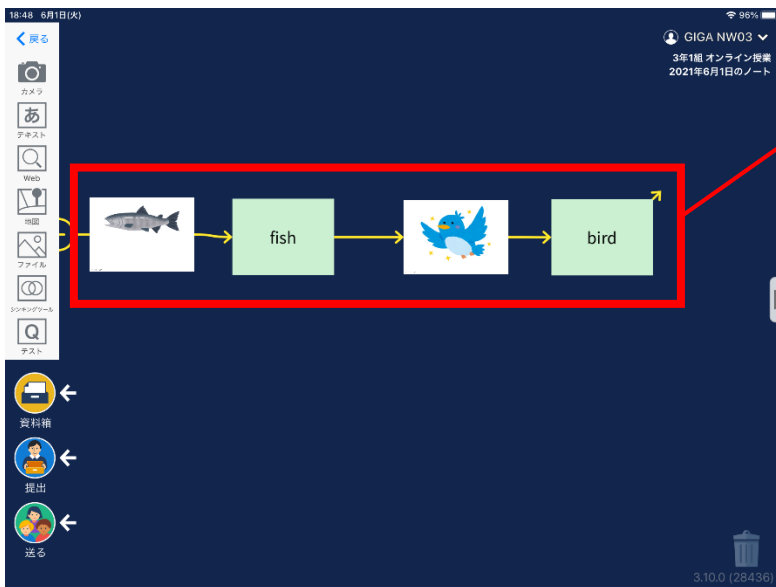 18:48 6月1日(火)
96%
戻る
GIGA NW03
3年1組 オンライン授業
2021年6月1日のノート
カメラ
あ
テキスト
Web
地図
ファイル
シンキングツール
Q
テスト
fish
bird
資料箱
提出
送る
3.10.0 (28436)